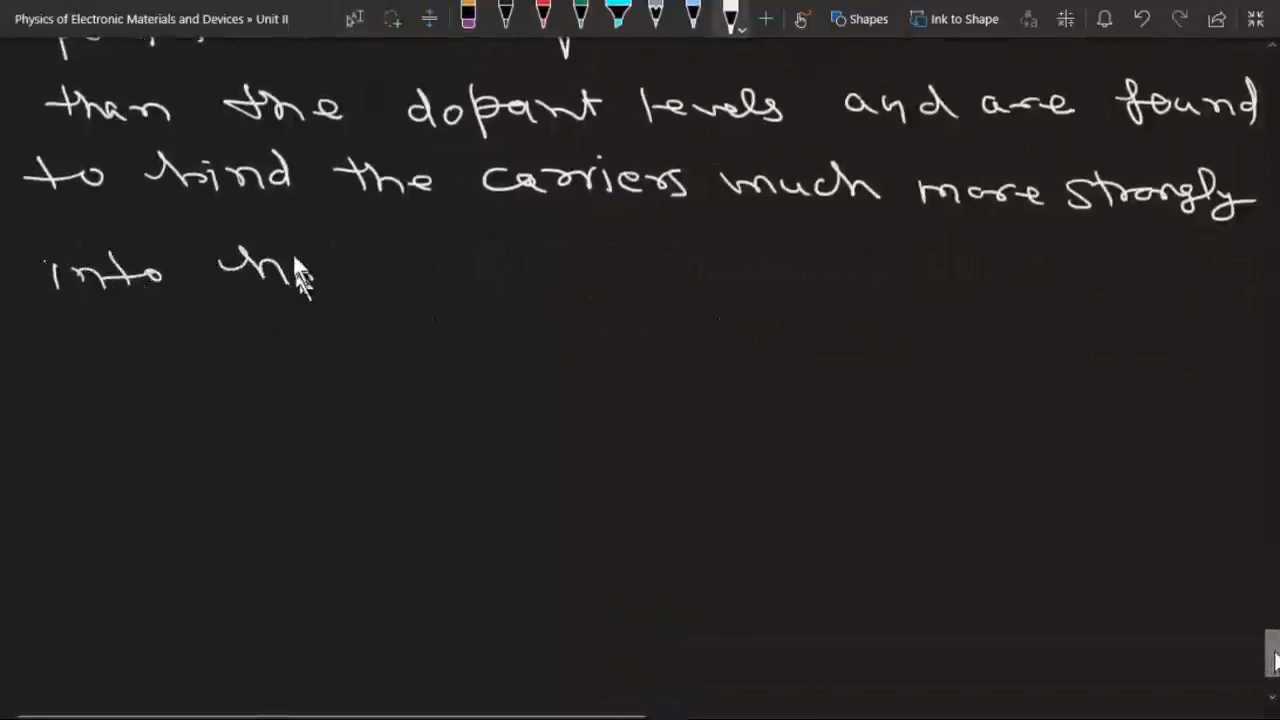 Physics of Electronic Materials and Devices » Unit II
Shapes
Ink to Shape
than the dopant levels and are found
to bind the carriers much more strongly
into